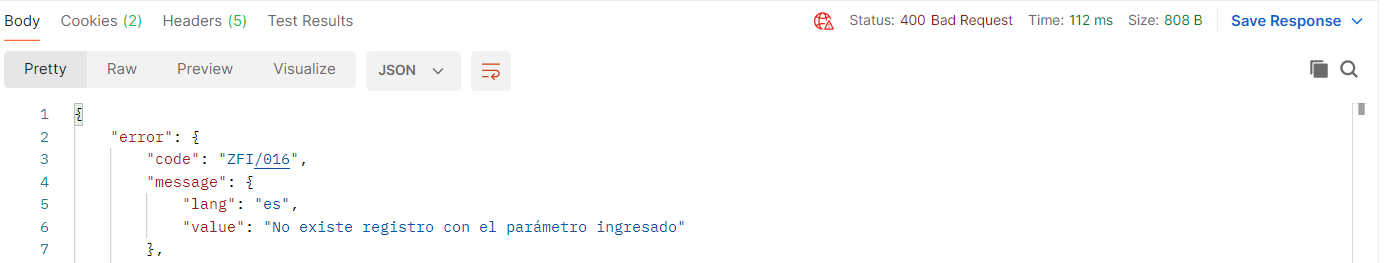 Body Cookies (2) Headers (5) Test Results Status: 400 Bad Request Time: 112 ms Size: 808 B Save Response
Pretty Raw Preview Visualize JSON
1 {
2 "error": {
3 "code": "ZFI/016",
4 "message": {
5 "lang": "es",
6 "value": "No existe registro con el parámetro ingresado"
7 },